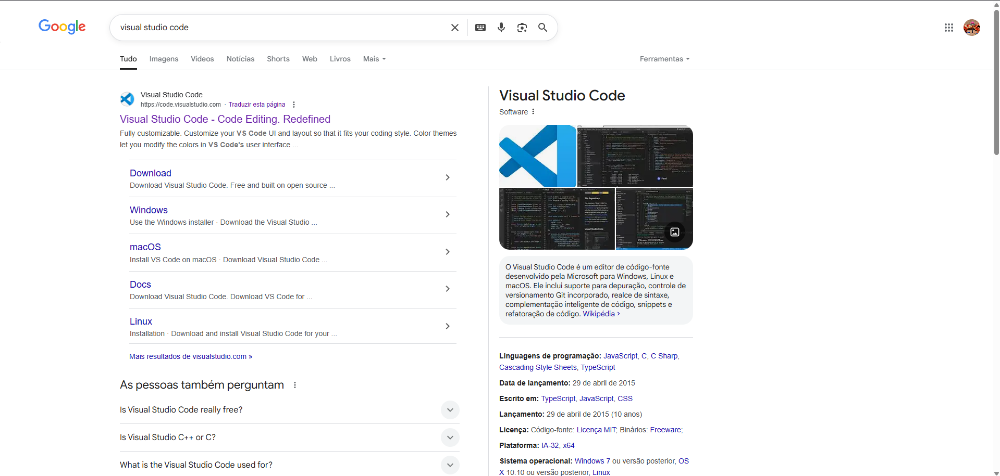 Google
visual studio code
Tudo
Imagens
Vídeos
Notícias
Shorts
Web
Livros
Mais
Ferramentas
Visual Studio Code
https://code.visualstudio.com · Traduzir esta página
Visual Studio Code - Code Editing. Redefined
Fully customizable. Customize your VS Code UI and layout so that it fits your coding style. Color themes
let you modify the colors in VS Code's user interface ...
Download
Download Visual Studio Code. Free and built on open source ...
Windows
Use the Windows installer · Download the Visual Studio ...
macOS
Install VS Code on macOS · Download Visual Studio Code ...
Docs
Download Visual Studio Code. Download VS Code for ...
Linux
Installation · Download and install Visual Studio Code for your ...
Mais resultados de visualstudio.com »
As pessoas também perguntam
Is Visual Studio Code really free?
Is Visual Studio C++ or C?
What is the Visual Studio Code used for?
Visual Studio Code
Software
Panel
The Repository
Visual Studio Code
O Visual Studio Code é um editor de código-fonte
desenvolvido pela Microsoft para Windows, Linux e
macOS. Ele inclui suporte para depuração, controle de
versionamento Git incorporado, realce de sintaxe,
complementação inteligente de código, snippets e
refatoração de código. Wikipédia ›
Linguagens de programação: JavaScript, C, C Sharp,
Cascading Style Sheets, TypeScript
Data de lançamento: 29 de abril de 2015
Escrito em: TypeScript, JavaScript, CSS
Lançamento: 29 de abril de 2015 (10 anos)
Licença: Código-fonte: Licença MIT; Binários: Freeware;
Plataforma: IA-32, x64
Sistema operacional: Windows 7 ou versão posterior, OS
X 10.10 ou versão posterior, Linux